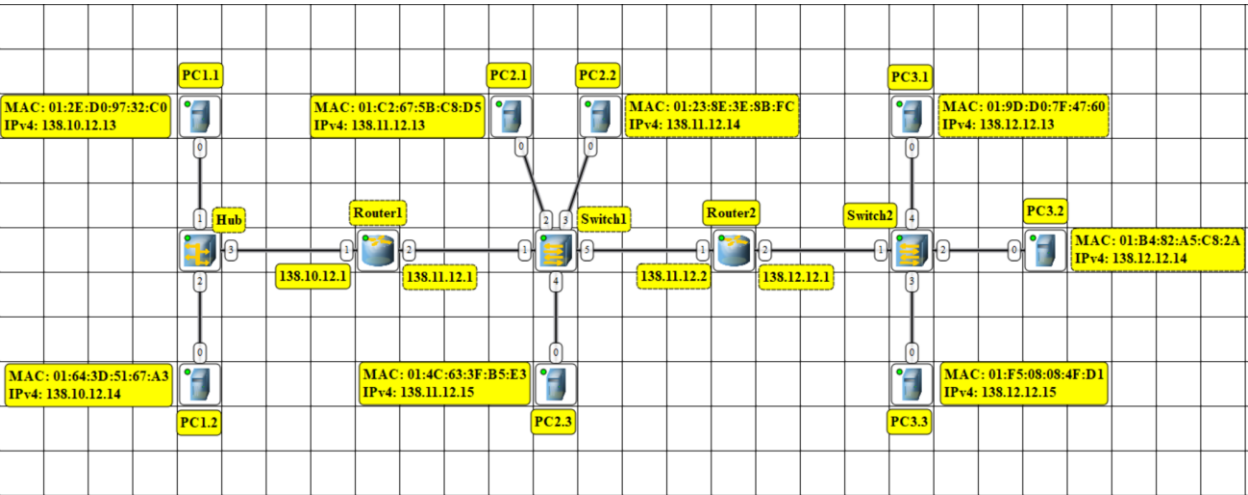 PC1.1
PC2.1
PC2.2
PC3.1
MAC: 01:2E:D0:97:32:C0
IPv4: 138.10.12.13
MAC: 01:C2:67:5B:C8:D5
IPv4: 138.11.12.13
MAC: 01:23:8E:3E:8B:FC
IPv4: 138.11.12.14
MAC: 01:9D:D0:7F:47:60
IPv4: 138.12.12.13
0
0
0
0
1
Hub
Router1
2
3
Switch1
Router2
Switch2
4
PC3.2
3
1
2
1
5
1
2
1
2
0
MAC: 01:B4:82:A5:C8:2A
IPv4: 138.12.12.14
2
138.10.12.1
138.11.12.1
4
138.11.12.2
138.12.12.1
3
0
0
0
MAC: 01:64:3D:51:67:A3
IPv4: 138.10.12.14
MAC: 01:4C:63:3F:B5:E3
IPv4: 138.11.12.15
MAC: 01:F5:08:08:4F:D1
IPv4: 138.12.12.15
PC1.2
PC2.3
PC3.3